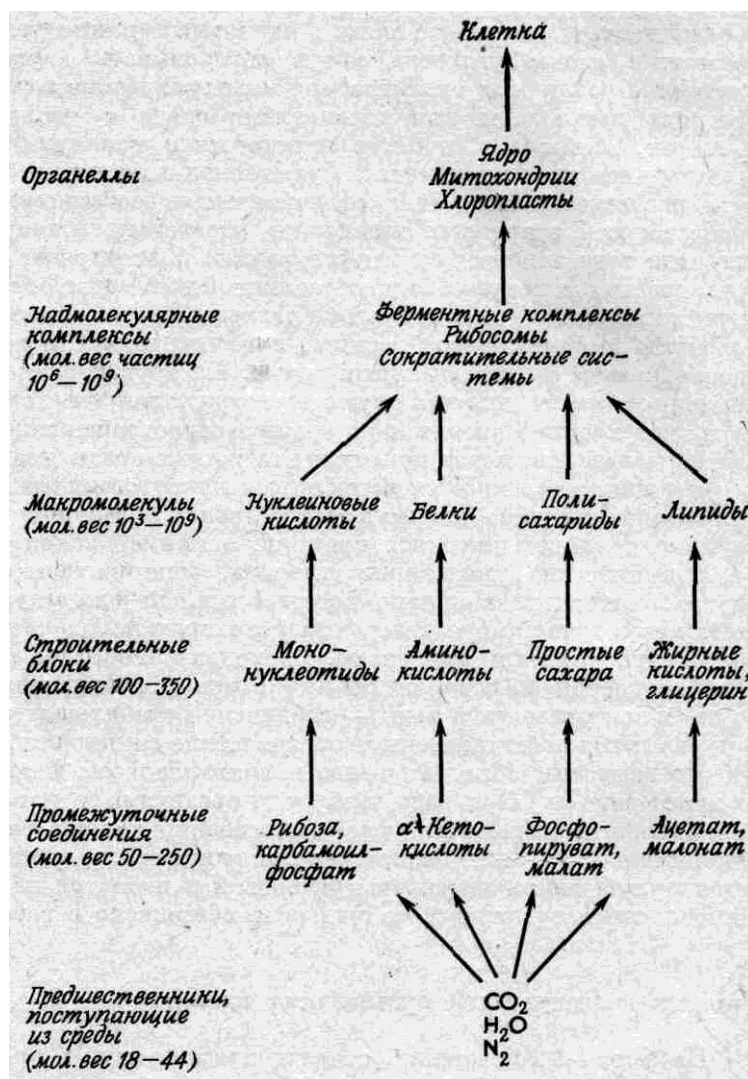 Клетка
Органеллы
Ядро
Митохондрии
Хлоропласты
Надмолекулярные
комплексы
(мол. вес частиц
10⁶—10⁹)
Ферментные комплексы
Рибосомы
Сократительные сис-
темы
Макромолекулы
(мол. вес 10³—10⁹)
Нуклеиновые
кислоты
Белки
Поли-
сахариды
Липиды
Строительные
блоки
(мол. вес 100—350)
Моно-
нуклеотиды
Амино-
кислоты
Простые
сахара
Жирные
кислоты,
глицерин
Промежуточные
соединения
(мол. вес 50—250)
Рибоза,
карбамоил-
фосфат
α-Кето-
кислоты
Фосфо-
пируват,
малат
Ацетат,
малонат
Предшественники,
поступающие
из среды
(мол. вес 18—44)
CO₂
H₂O
N₂